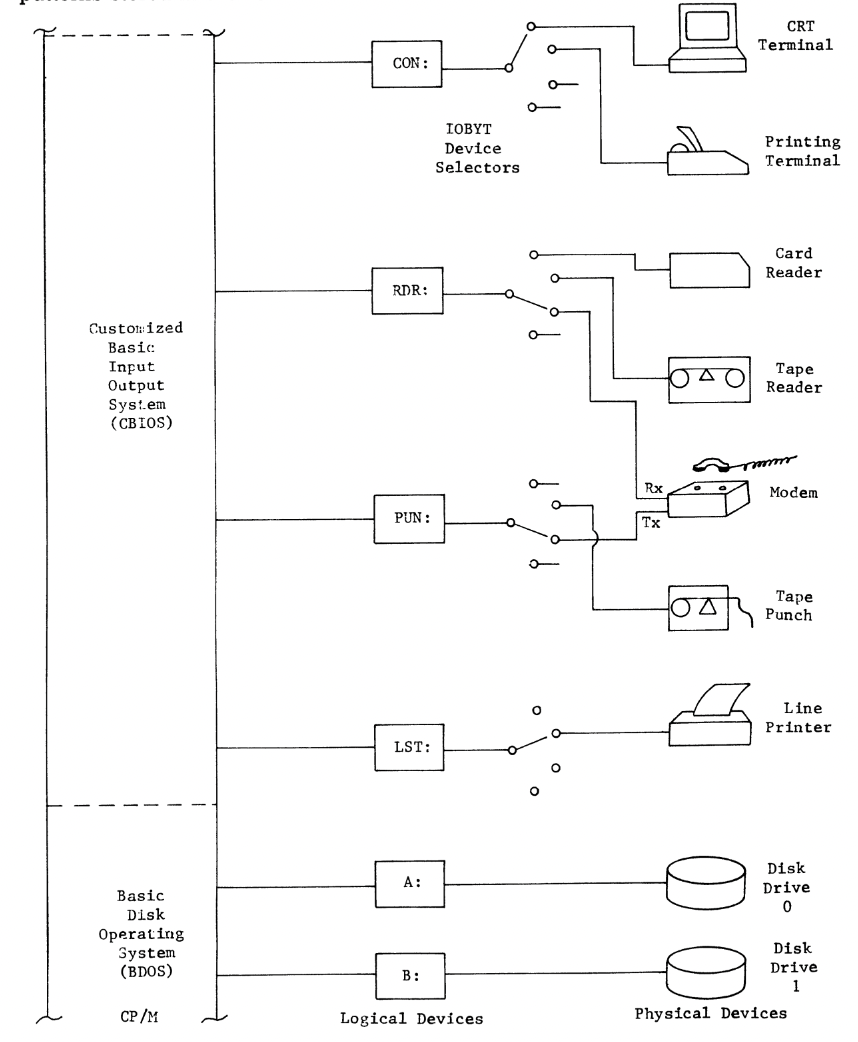 CRT
Terminal
CON:
IOBYT
Device
Selectors
Printing
Terminal
Card
Reader
RDR:
Customized
Basic
Input
Output
System
(CBIOS)
Tape
Reader
Rx
Modem
Tx
PUN:
Tape
Punch
Line
Printer
LST:
Disk
Drive
0
A:
Basic
Disk
Operating
System
(BDOS)
Disk
Drive
1
B:
CP/M
Logical Devices
Physical Devices